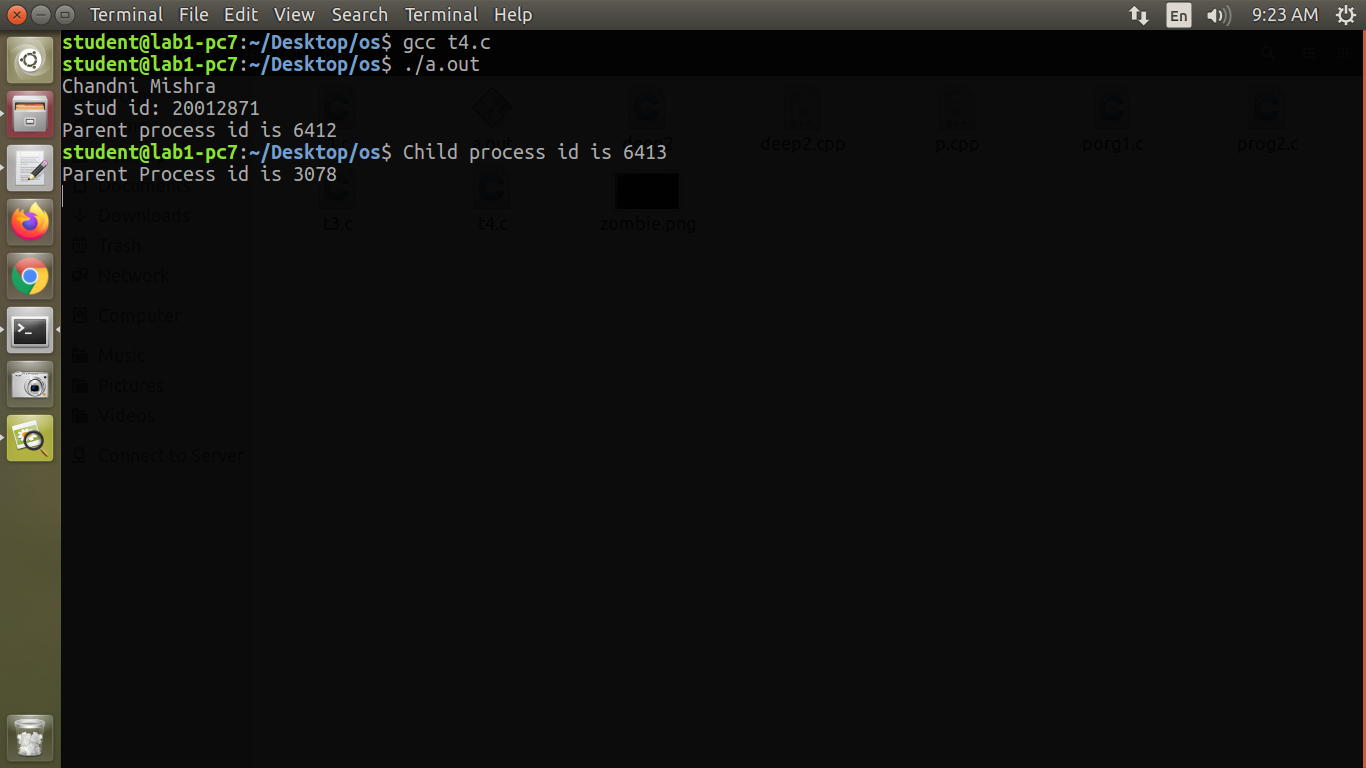 Terminal File Edit View Search Terminal Help En 9:23 AM
student@lab1-pc7:~/Desktop/os$ gcc t4.c
student@lab1-pc7:~/Desktop/os$ ./a.out
Chandni Mishra
 stud id: 20012871
Parent process id is 6412
student@lab1-pc7:~/Desktop/os$ Child process id is 6413
Parent Process id is 3078
deep2.cpp p.cpp porg1.c prog2.c
Documents
Downloads
t3.c t4.c zombie.png
Trash
Network
Computer
Music
Pictures
Videos
Connect to Server